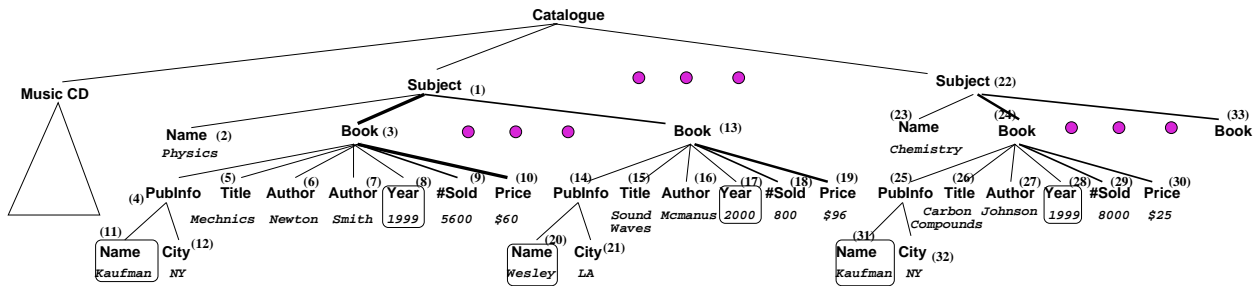 Catalogue
Music CD
Subject (1)
Subject (22)
Name (2)
Physics
Book (3)
Book (13)
(23) Name
Chemistry
(24) Book
(33) Book
(4) PubInfo
(5) Title
Mechnics
(6) Author
Newton
(7) Author
Smith
(8) Year
1999
(9) #Sold
5600
(10) Price
$60
(14) PubInfo
(15) Title
Sound Waves
(16) Author
Mcmanus
(17) Year
2000
(18) #Sold
800
(19) Price
$96
(25) PubInfo
(26) Title
Carbon Compounds
(27) Author
Johnson
(28) Year
1999
(29) #Sold
8000
(30) Price
$25
(11) Name
Kaufman
(12) City
NY
(20) Name
Wesley
(21) City
LA
(31) Name
Kaufman
City (32)
NY